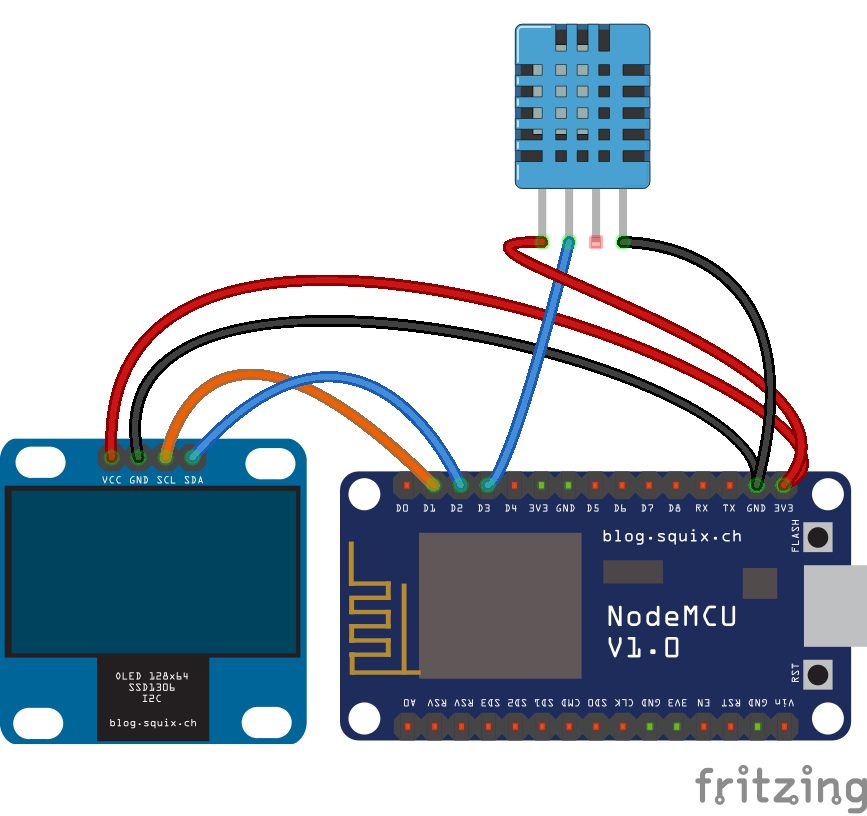 VCC GND SCL SDA
OLED 128x64
SSD1306
I2C
blog.squix.ch
D0 D1 D2 D3 D4 3V3 GND D5 D6 D7 D8 RX TX GND 3V3
blog.squix.ch
FLASH
NodeMCU
V1.0
RST
A0 RSV RSV SD3 SD2 SD1 CMD SD0 CLK GND 3V3 EN RST GND Vin
fritzing